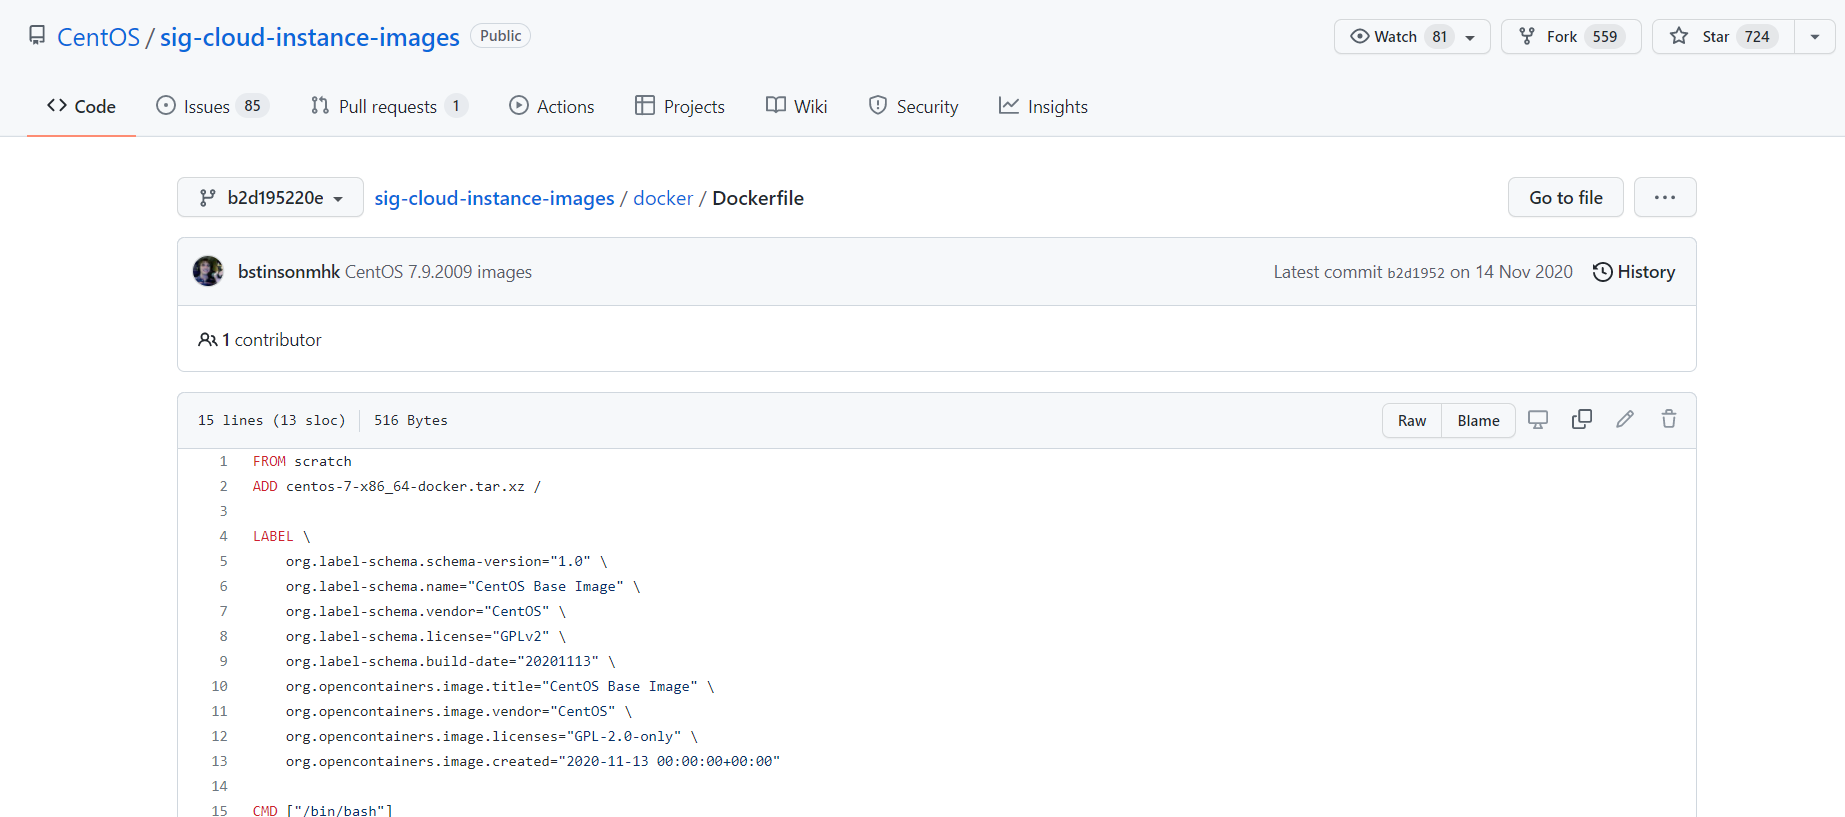 CentOS / sig-cloud-instance-images Public
Watch 81 Fork 559 Star 724
Code Issues 85 Pull requests 1 Actions Projects Wiki Security Insights
b2d195220e sig-cloud-instance-images / docker / Dockerfile Go to file ...
bstinsonmhk CentOS 7.9.2009 images Latest commit b2d1952 on 14 Nov 2020 History
1 contributor
15 lines (13 sloc) 516 Bytes Raw Blame
1 FROM scratch
2 ADD centos-7-x86_64-docker.tar.xz /
3
4 LABEL \
5 org.label-schema.schema-version="1.0" \
6 org.label-schema.name="CentOS Base Image" \
7 org.label-schema.vendor="CentOS" \
8 org.label-schema.license="GPLv2" \
9 org.label-schema.build-date="20201113" \
10 org.opencontainers.image.title="CentOS Base Image" \
11 org.opencontainers.image.vendor="CentOS" \
12 org.opencontainers.image.licenses="GPL-2.0-only" \
13 org.opencontainers.image.created="2020-11-13 00:00:00+00:00"
14
15 CMD ["/bin/bash"]